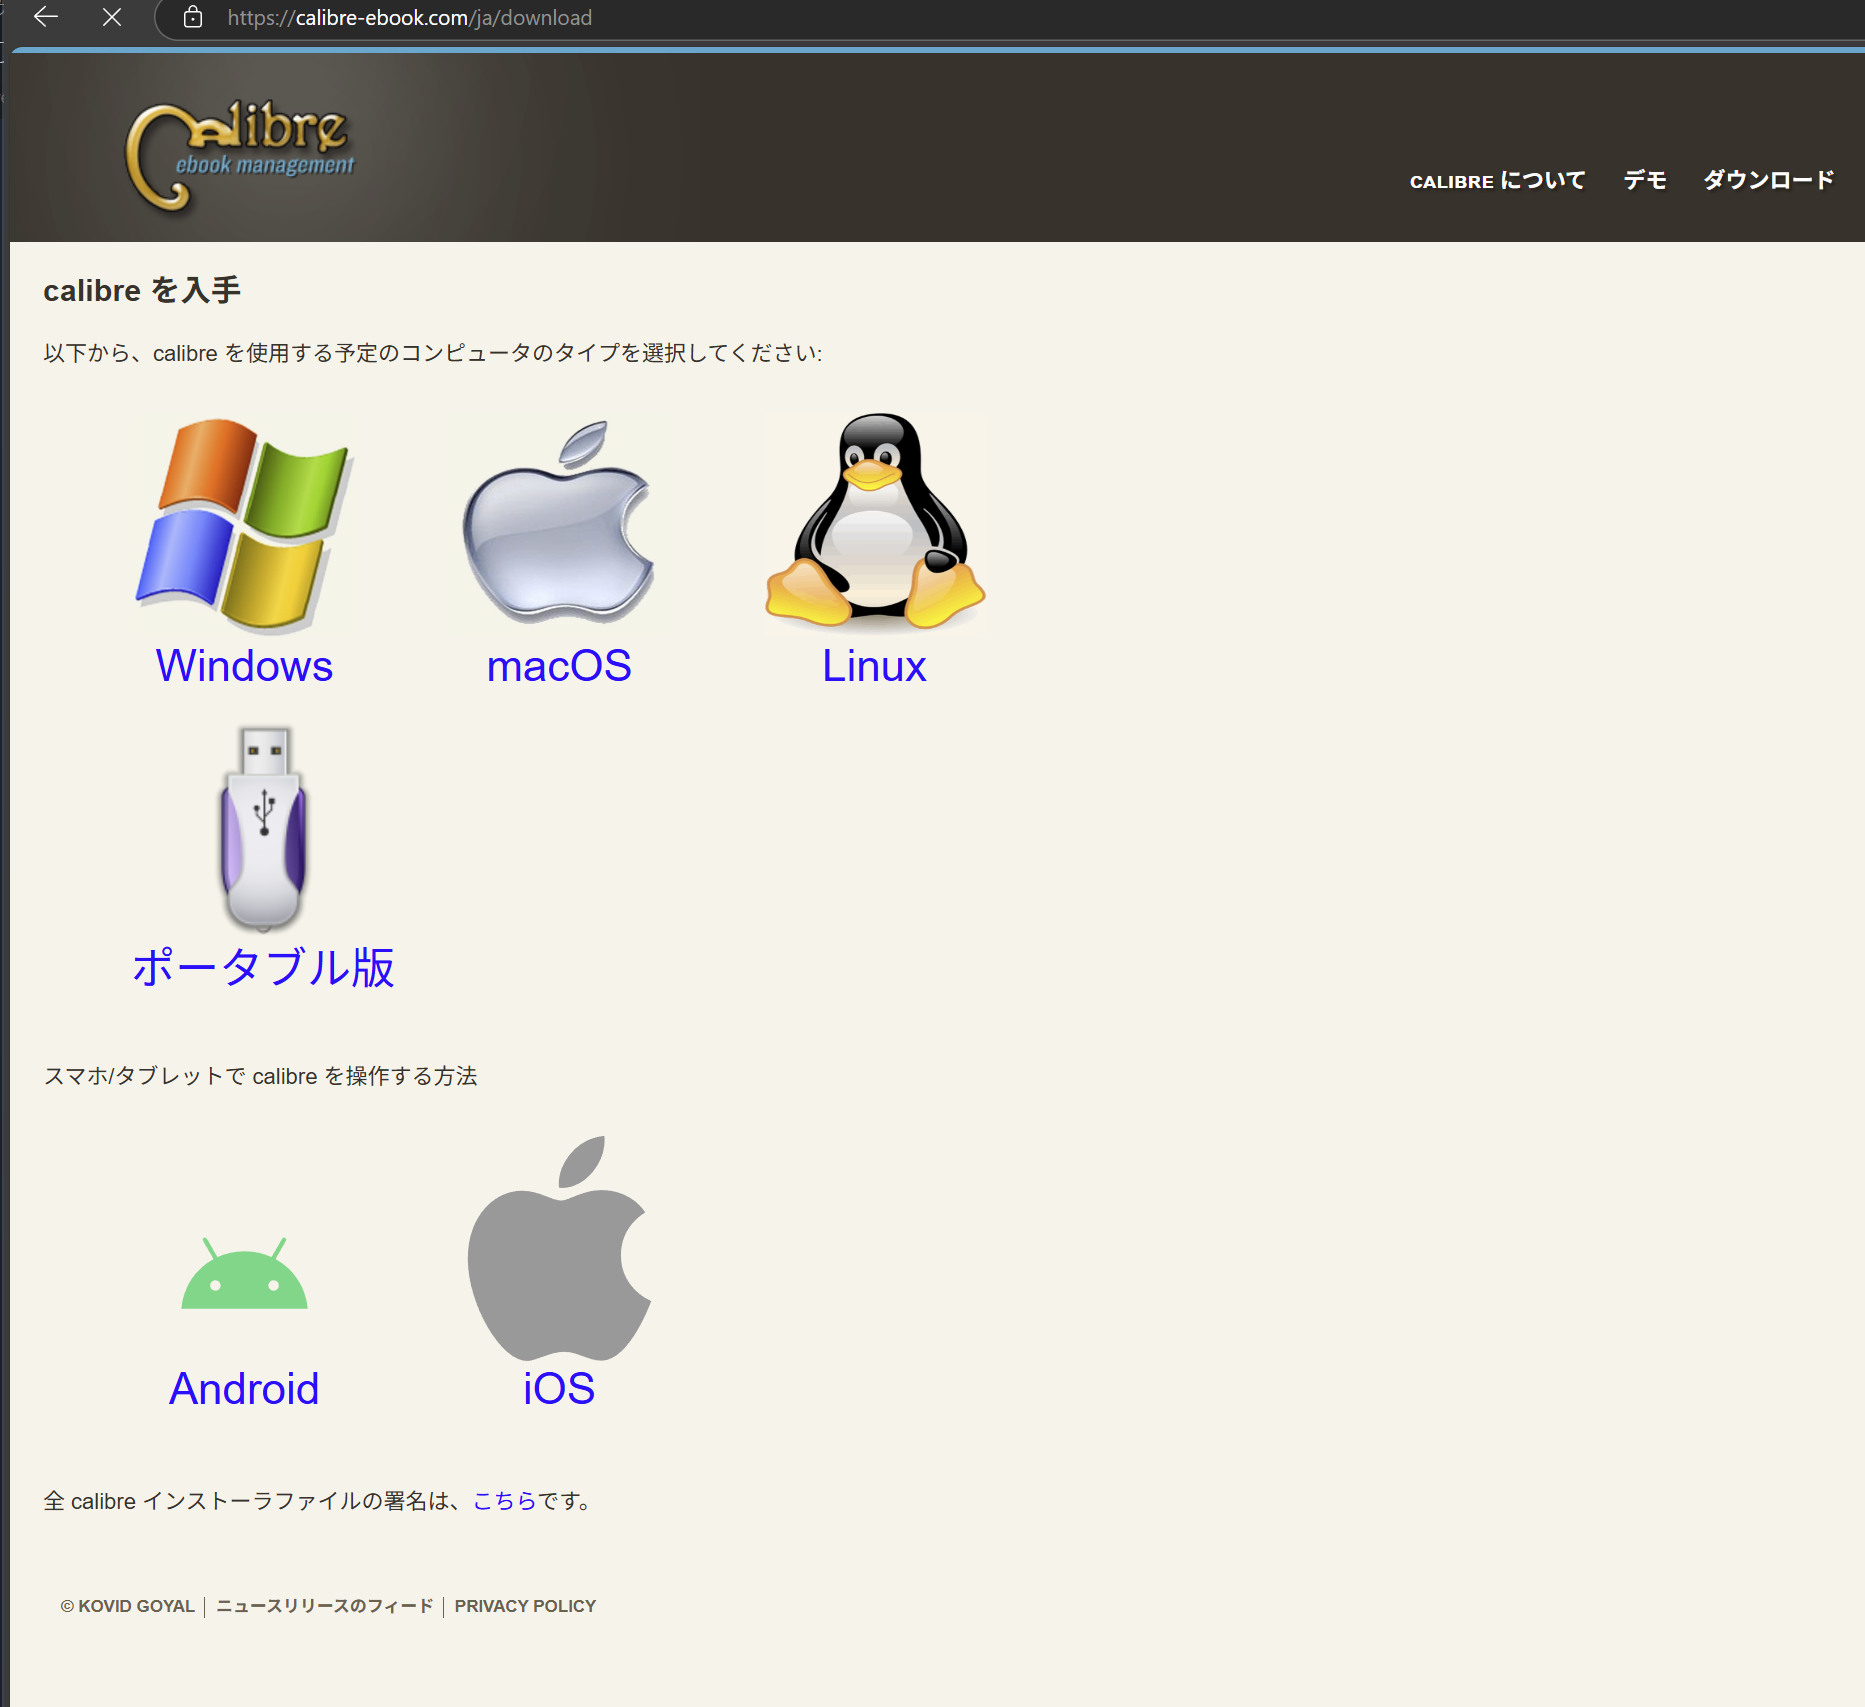 https://calibre-ebook.com/ja/download
Calibre
ebook management
CALIBRE について デモ ダウンロード
calibre を入手
以下から、calibre を使用する予定のコンピュータのタイプを選択してください:
Windows macOS Linux
ポータブル版
スマホ/タブレットで calibre を操作する方法
Android iOS
全 calibre インストーラファイルの署名は、こちらです。
© KOVID GOYAL │ ニュースリリースのフィード │ PRIVACY POLICY